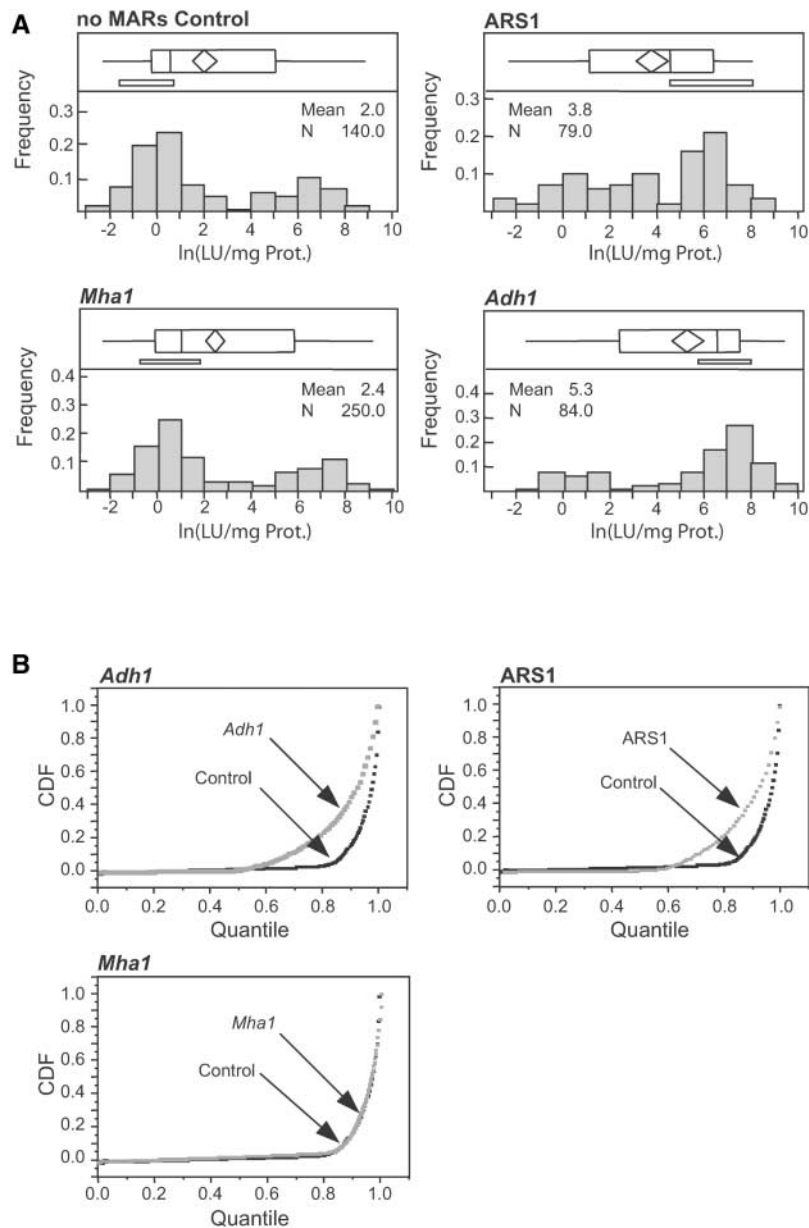 A
no MARs Control
Mean 2.0
N 140.0
Frequency
0.3
0.2
0.1
-2 0 2 4 6 8 10
ln(LU/mg Prot.)
ARS1
Mean 3.8
N 79.0
Frequency
0.3
0.2
0.1
-2 0 2 4 6 8 10
ln(LU/mg Prot.)
Mha1
Mean 2.4
N 250.0
Frequency
0.4
0.3
0.2
0.1
-2 0 2 4 6 8 10
ln(LU/mg Prot.)
Adh1
Mean 5.3
N 84.0
Frequency
0.4
0.3
0.2
0.1
-2 0 2 4 6 8 10
ln(LU/mg Prot.)
B
Adh1
CDF
1.0
0.8
0.6
0.4
0.2
0.0
Adh1
Control
0.0 0.2 0.4 0.6 0.8 1.0
Quantile
ARS1
CDF
1.0
0.8
0.6
0.4
0.2
0.0
ARS1
Control
0.0 0.2 0.4 0.6 0.8 1.0
Quantile
Mha1
CDF
1.0
0.8
0.6
0.4
0.2
0.0
Mha1
Control
0.0 0.2 0.4 0.6 0.8 1.0
Quantile